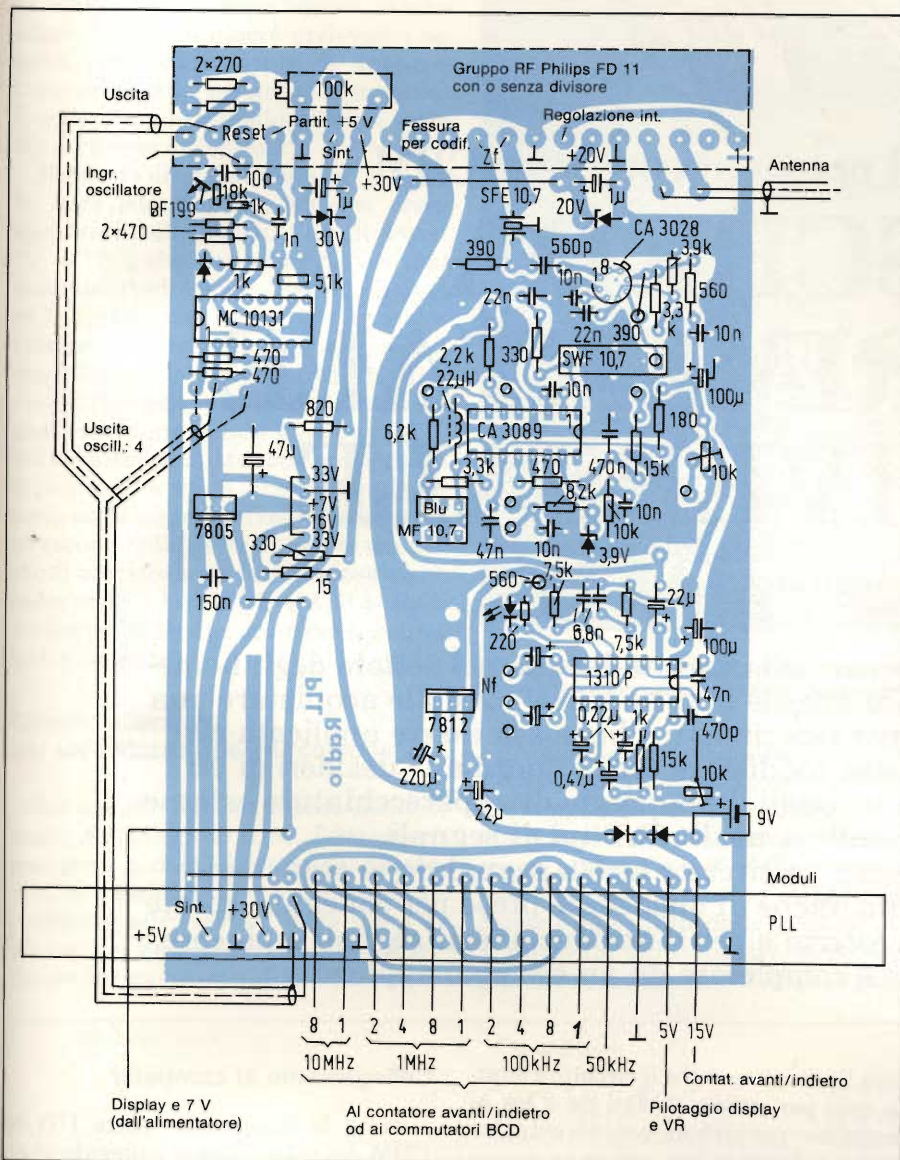 2×270
Uscita
100k
Gruppo RF Philips FD 11
con o senza divisore
Reset
Partit. +5 V
Sint.
+30V
Fessura
per codif.
Zf
Regolazione int.
+20V
Antenna
Ingr.
oscillatore
10p
BF199
18k
1k
2×470
1n
1µ
30V
SFE 10,7
20V
1µ
CA 3028
3,9k
390
560p
10n
1
8
560
1k
5,1k
22n
22n
390
3,3
k
10n
MC 10131
1
2,2k
330
SWF 10,7
100µ
470
470
22µH
10n
820
6,2k
CA 3089
1
180
Uscita
oscill.: 4
47µ
3,3k
470
470n
15k
10k
33V
+7V
16V
33V
8,2k
Blu
MF 10,7
10n
10k
7805
330
47n
10n
3,9V
15
560
7,5k
22µ
150n
220
6,8n
7,5k
100µ
Nf
1310 P
47n
7812
0,22µ
1k
470p
PLL
Radio
220µ
0,47µ
15k
10k
22µ
9V
Moduli
PLL
+5V
Sint.
+30V
8 1 2 4 8 1 2 4 8 1
5V 15V
10MHz
1MHz
100kHz
50kHz
Contat. avanti/indietro
Display e 7 V
(dall'alimentatore)
Al contatore avanti/indietro
od ai commutatori BCD
Pilotaggio display
e VR